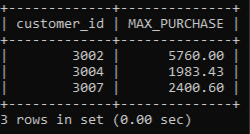 +-------------+--------------+
| customer_id | MAX_PURCHASE |
+-------------+--------------+
|        3002 |      5760.00 |
|        3004 |      1983.43 |
|        3007 |      2400.60 |
+-------------+--------------+
3 rows in set (0.00 sec)